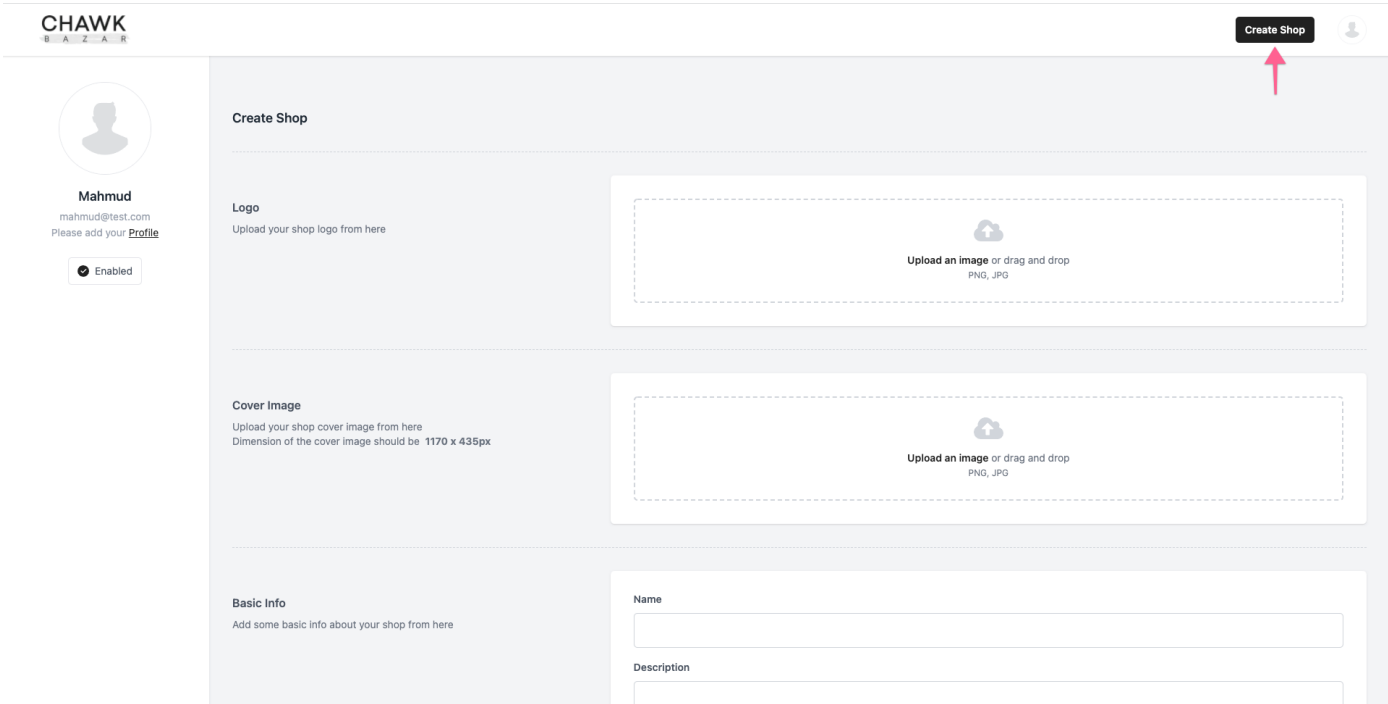 CHAWK
BAZAR
Create Shop
Mahmud
mahmud@test.com
Please add your Profile
Enabled
Create Shop
Logo
Upload your shop logo from here
Upload an image or drag and drop
PNG, JPG
Cover Image
Upload your shop cover image from here
Dimension of the cover image should be 1170 x 435px
Upload an image or drag and drop
PNG, JPG
Basic Info
Add some basic info about your shop from here
Name
Description